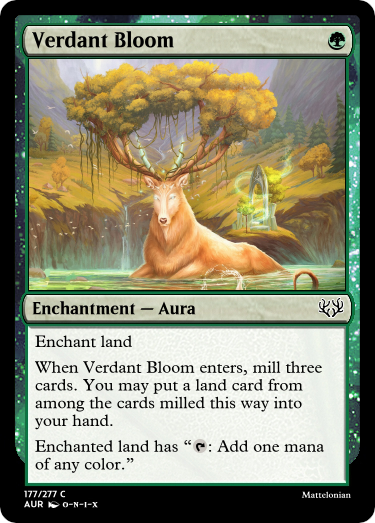 Verdant Bloom
Enchantment — Aura
Enchant land
When Verdant Bloom enters, mill three
cards. You may put a land card from
among the cards milled this way into
your hand.
Enchanted land has “: Add one mana
of any color.”
177/277 C
AUR O-N-I-X
Mattelonian